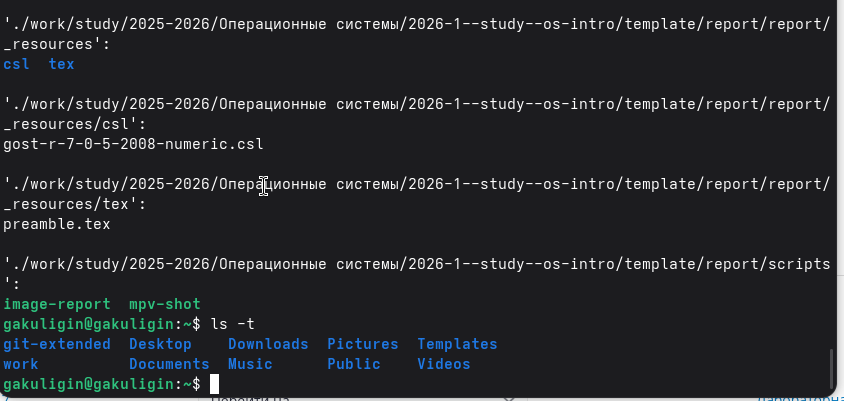 './work/study/2025-2026/Операционные системы/2026-1--study--os-intro/template/report/report/
_resources':
csl  tex
'./work/study/2025-2026/Операционные системы/2026-1--study--os-intro/template/report/report/
_resources/csl':
gost-r-7-0-5-2008-numeric.csl
'./work/study/2025-2026/Операционные системы/2026-1--study--os-intro/template/report/report/
_resources/tex':
preamble.tex
'./work/study/2025-2026/Операционные системы/2026-1--study--os-intro/template/report/scripts
':
image-report  mpv-shot
gakuligin@gakuligin:~$ ls -t
git-extended  Desktop    Downloads  Pictures  Templates
work          Documents  Music      Public    Videos
gakuligin@gakuligin:~$